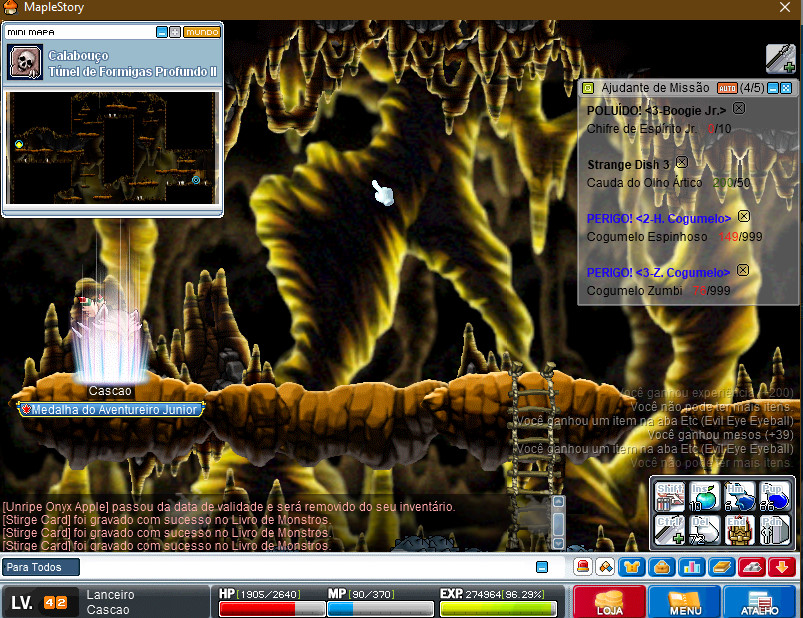 MapleStory
MINI MAPA
MUNDO
Calabouço
Túnel de Formigas Profundo II
Ajudante de Missão AUTO (4/5)
POLUÍDO! <3-Boogie Jr.>
Chifre de Espírito Jr. 0/10
Strange Dish 3
Cauda do Olho Ártico 200/50
PERIGO! <2-H. Cogumelo>
Cogumelo Espinhoso 149/999
PERIGO! <3-Z. Cogumelo>
Cogumelo Zumbi /999
Cascao
Medalha do Aventureiro Junior
Você ganhou experiência (+200)
Você não pode ter mais itens.
Você ganhou um item na aba Etc (Evil Eye Eyeball)
Você ganhou mesos (+39)
Você ganhou um item na aba Etc (Evil Eye Eyeball)
Você não pode ter mais itens.
[Unripe Onyx Apple] passou da data de validade e será removido do seu inventário.
[Stirge Card] foi gravado com sucesso no Livro de Monstros.
[Stirge Card] foi gravado com sucesso no Livro de Monstros.
[Stirge Card] foi gravado com sucesso no Livro de Monstros.
Shift Ins Hm Pup
Ctrl Del End Pdn
Para Todos
LV. 42
Lanceiro
Cascao
HP [1905/2640] MP [90/370] EXP. 274964 [96.29%]
LOJA MENU ATALHO